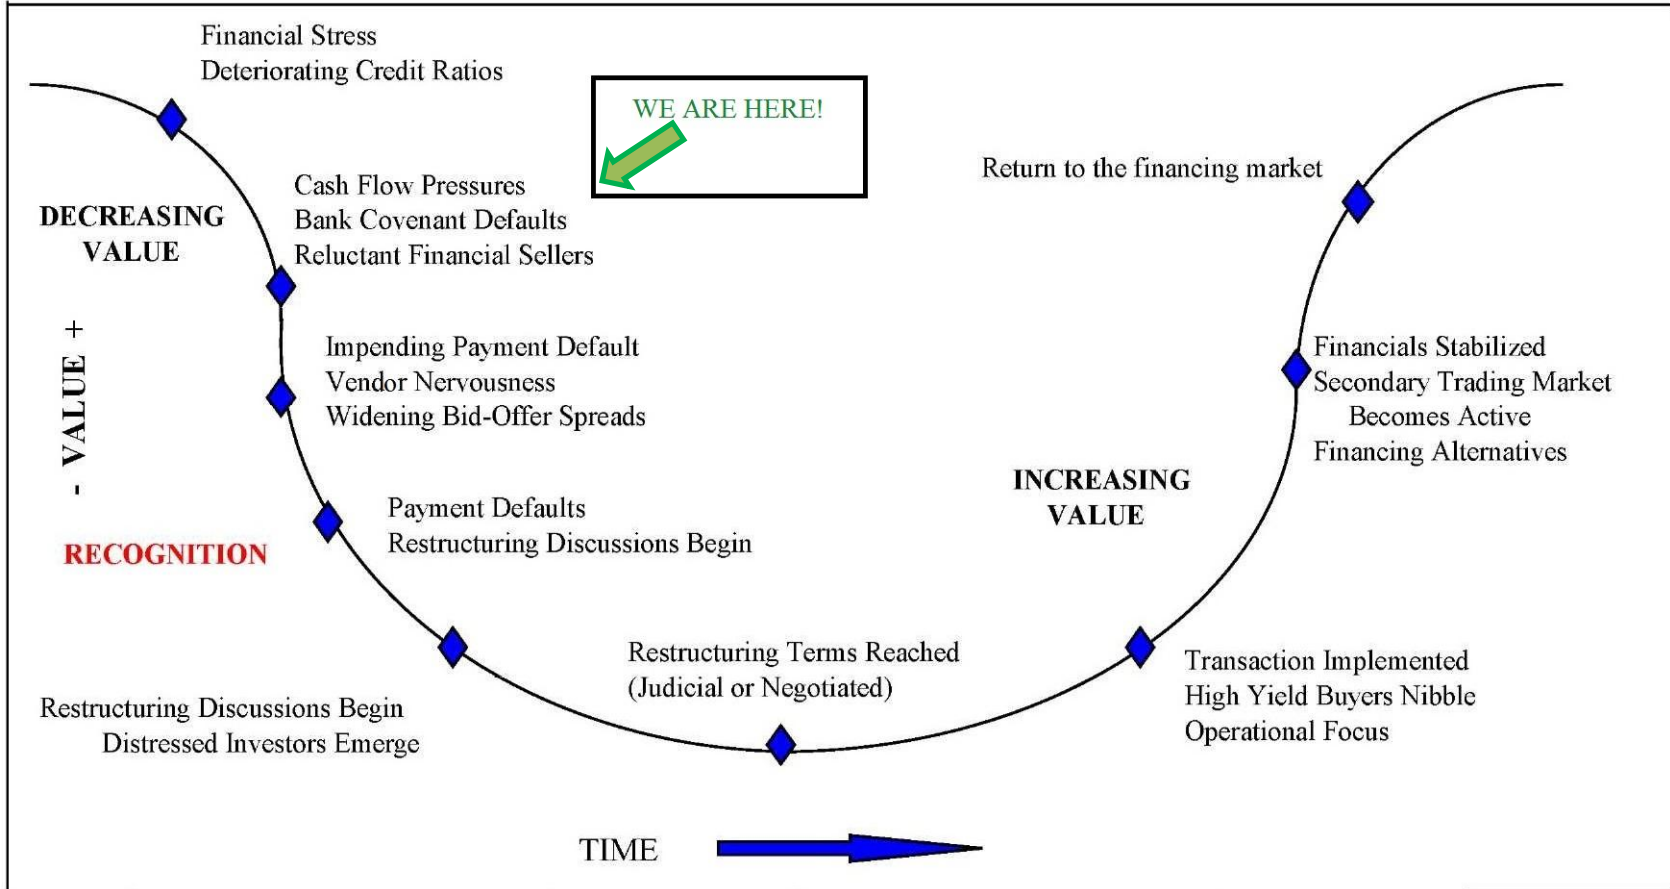 Financial Stress
Deteriorating Credit Ratios
WE ARE HERE!
Cash Flow Pressures
Bank Covenant Defaults
Reluctant Financial Sellers
DECREASING
VALUE
Return to the financing market
- VALUE +
Impending Payment Default
Vendor Nervousness
Widening Bid-Offer Spreads
Financials Stabilized
Secondary Trading Market
Becomes Active
Financing Alternatives
INCREASING
VALUE
Payment Defaults
Restructuring Discussions Begin
RECOGNITION
Restructuring Terms Reached
(Judicial or Negotiated)
Transaction Implemented
High Yield Buyers Nibble
Operational Focus
Restructuring Discussions Begin
Distressed Investors Emerge
TIME